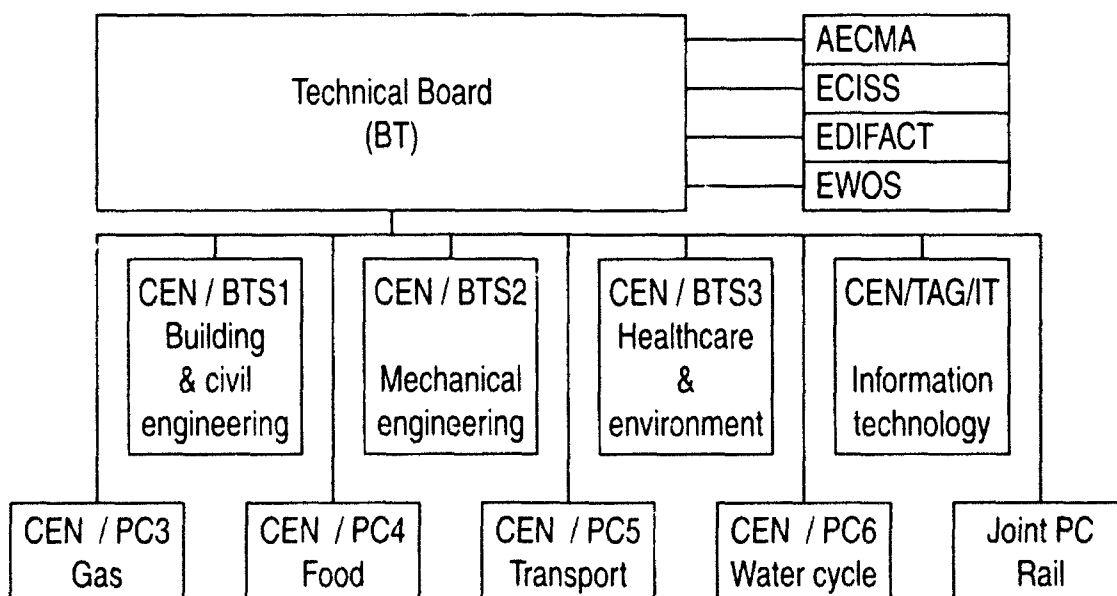 Technical Board
(BT)
AECMA
ECISS
EDIFACT
EWOS
CEN / BTS1
Building
& civil
engineering
CEN / BTS2
Mechanical
engineering
CEN / BTS3
Healthcare
&
environment
CEN/TAG/IT
Information
technology
CEN / PC3
Gas
CEN / PC4
Food
CEN / PC5
Transport
CEN / PC6
Water cycle
Joint PC
Rail